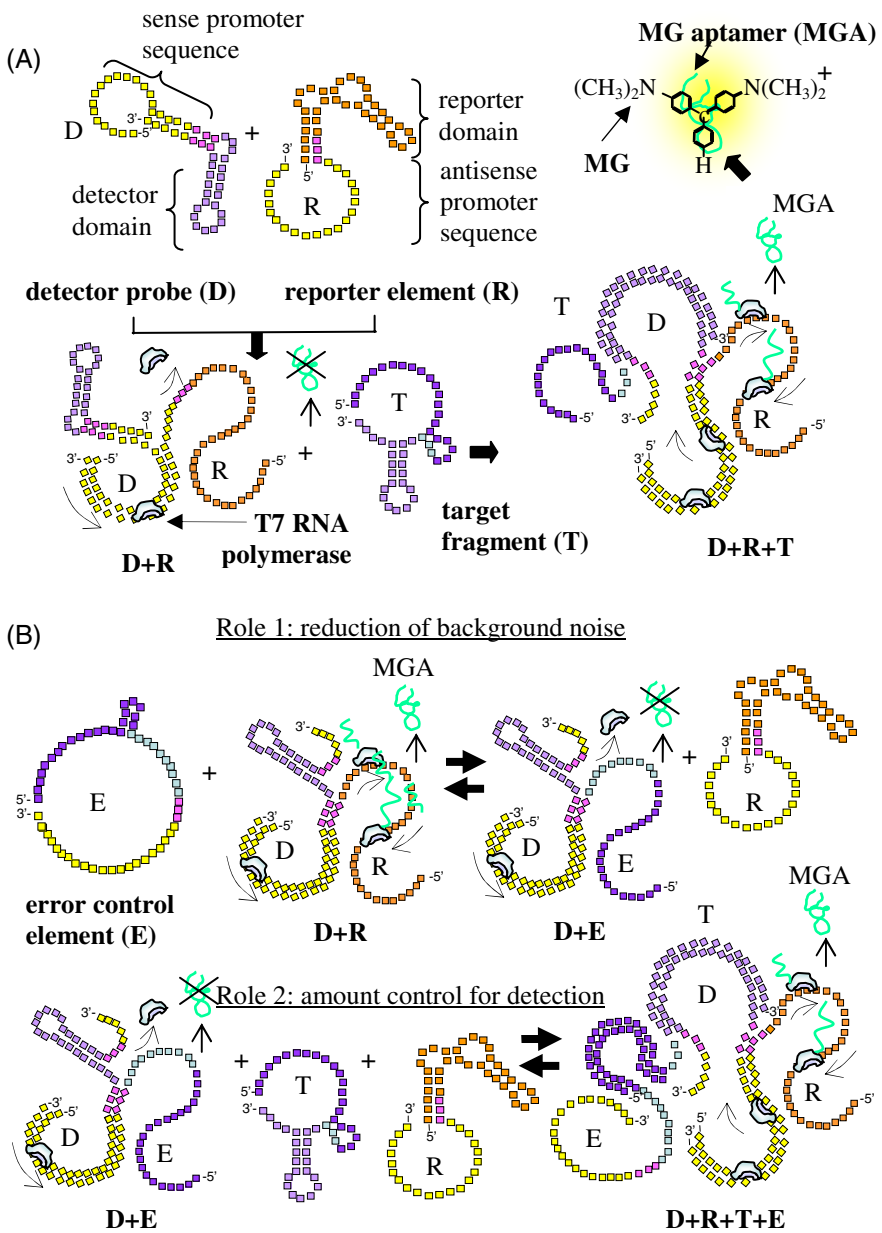 (A)
sense promoter
sequence
D
3'-
-5'
+
detector
domain
3'
5'
R
reporter
domain
antisense
promoter
sequence
MG aptamer (MGA)
(CH₃)₂N
N(CH₃)₂⁺
C
MG
H
detector probe (D)
reporter element (R)
MGA
T
D
-3'
R
-5'
-5'
3'-
5'
3'
D+R+T
3'
3'-
-5'
D
R
-5'
+
T
5'-
3'-
T7 RNA
polymerase
D+R
target
fragment (T)
(B)
Role 1: reduction of background noise
5'-
3'-
E
error control
element (E)
+
MGA
3'-
-3'
-5'
D
R
-5'
D+R
3'-
-3'
-5'
D
E
-5'
D+E
+
3'
5'
R
Role 2: amount control for detection
3'-
-3'
-5'
D
E
-5'
D+E
+
T
5'-
3'-
+
3'
5'
R
MGA
T
D
-3'
R
-5'
3'-
-5'
-3'
E
5'
3'
D+R+T+E